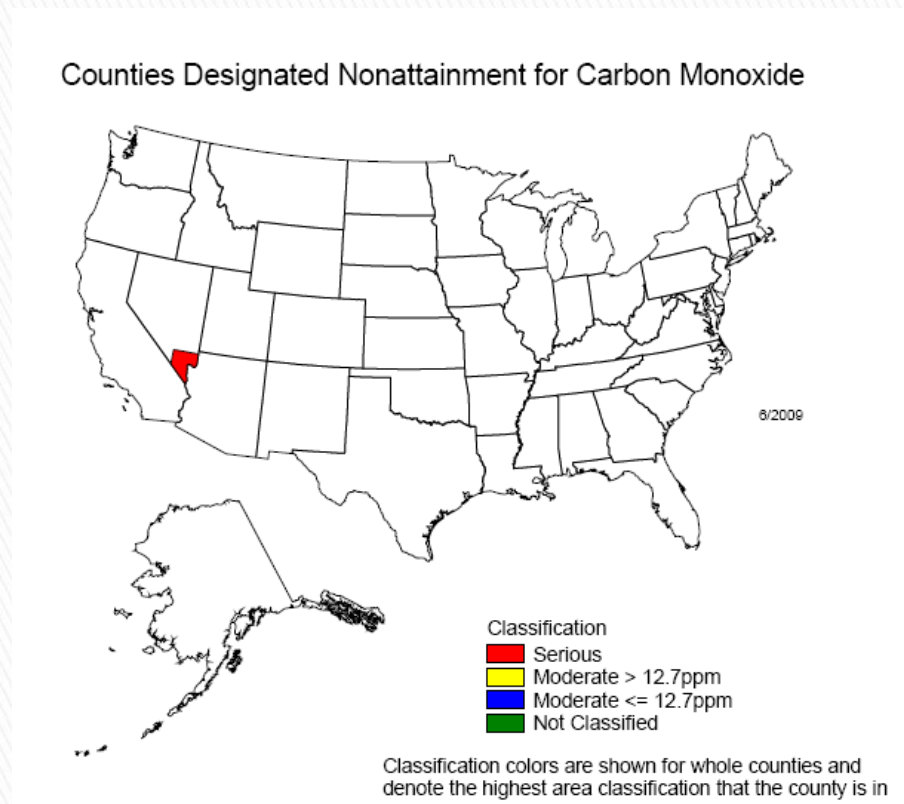 Counties Designated Nonattainment for Carbon Monoxide
6/2009
Classification
Serious
Moderate > 12.7ppm
Moderate <= 12.7ppm
Not Classified
Classification colors are shown for whole counties and
denote the highest area classification that the county is in